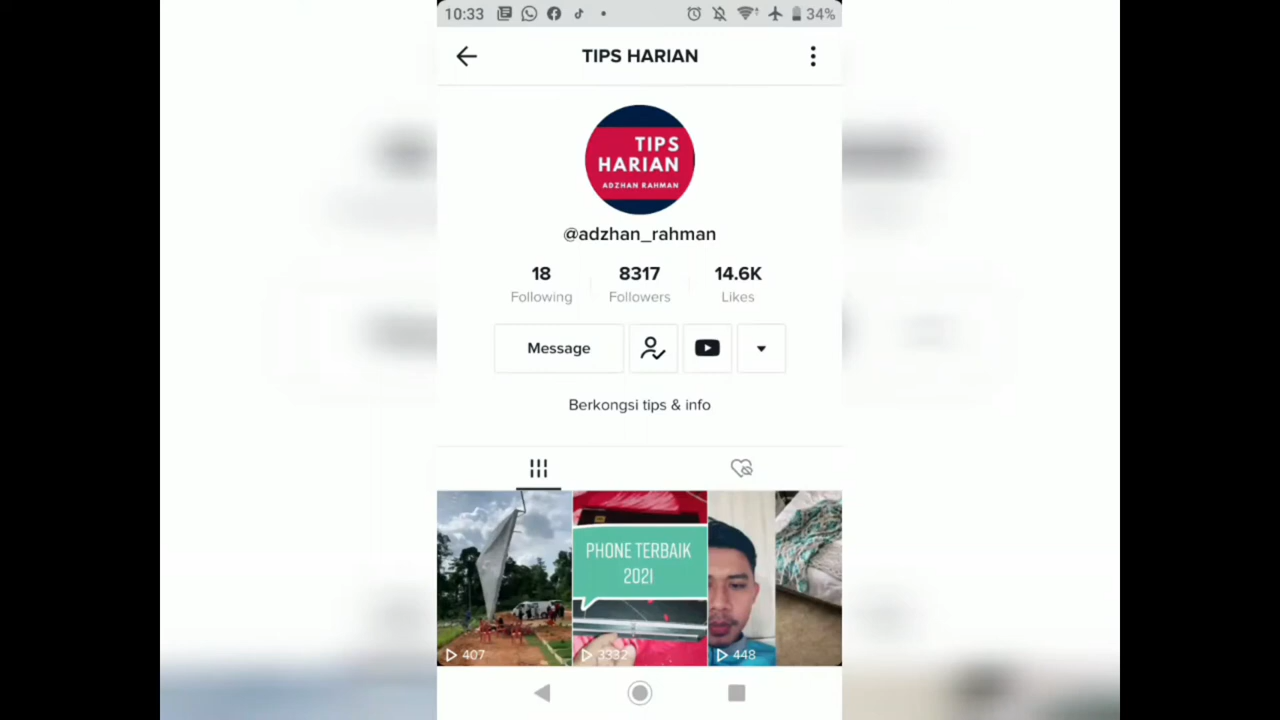 10:33
34%
TIPS HARIAN
TIPS
HARIAN
ADZHAN RAHMAN
@adzhan_rahman
18
8317
14.6K
Following
Followers
Likes
Message
Berkongsi tips & info
PHONE TERBAIK
2021
407
3332
448